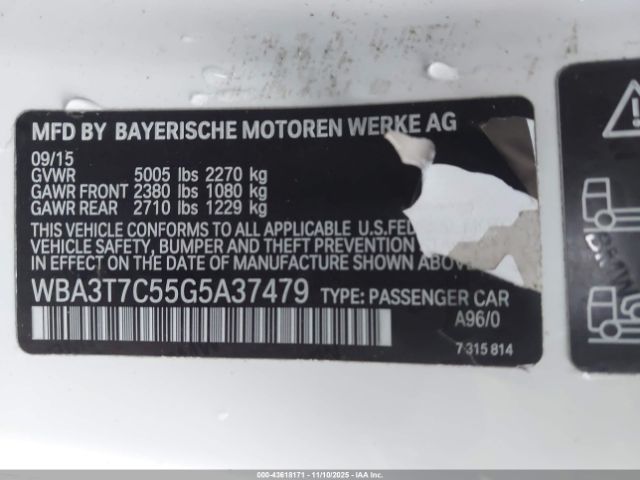 MFD BY BAYERISCHE MOTOREN WERKE AG
09/15
GVWR 5005 lbs 2270 kg
GAWR FRONT 2380 lbs 1080 kg
GAWR REAR 2710 lbs 1229 kg
THIS VEHICLE CONFORMS TO ALL APPLICABLE U.S.FED
VEHICLE SAFETY, BUMPER AND THEFT PREVENTION
IN EFFECT ON THE DATE OF MANUFACTURE SHOWN ABOVE.
WBA3T7C55G5A37479 TYPE: PASSENGER CAR
A96/0
7 315 814
000-43618171 - 11/10/2025 - IAA Inc. Copyright